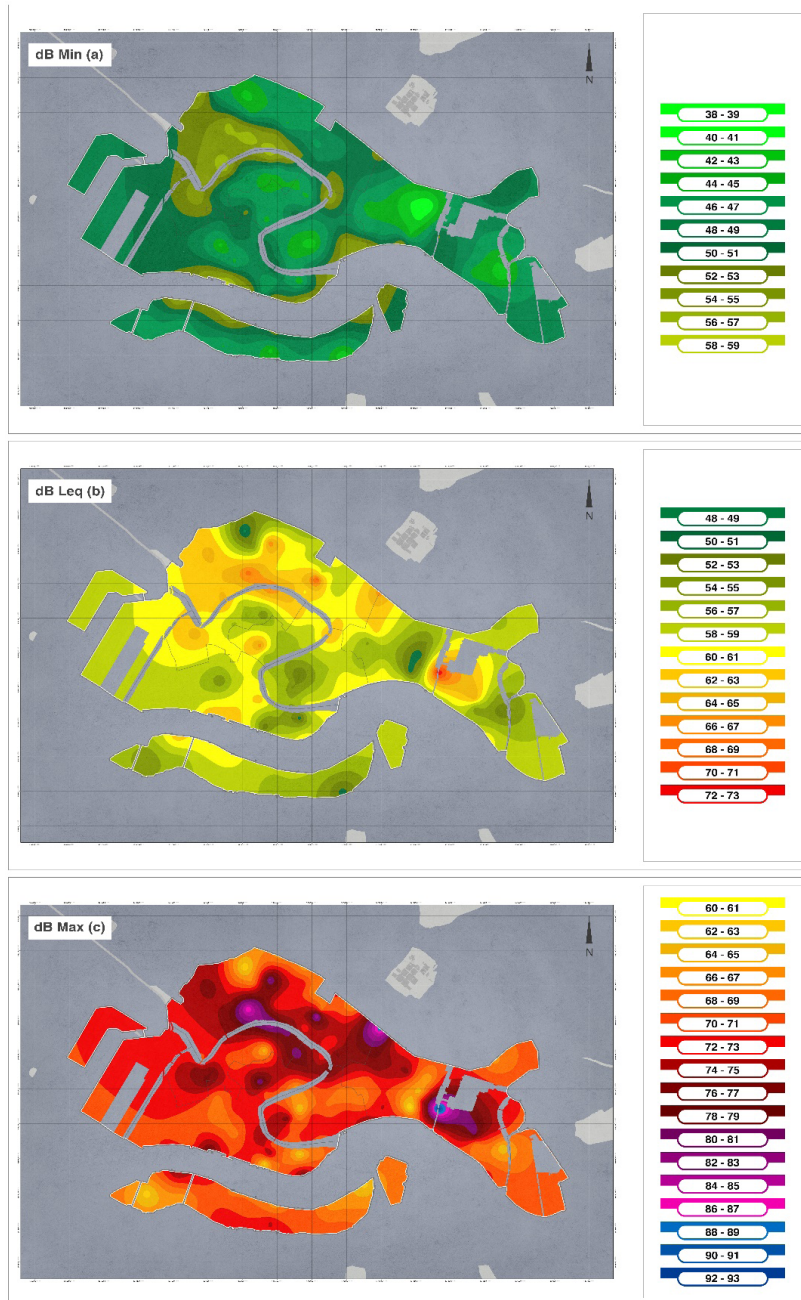 dB Min (a)
N
38 - 39
40 - 41
42 - 43
44 - 45
46 - 47
48 - 49
50 - 51
52 - 53
54 - 55
56 - 57
58 - 59
dB Leq (b)
N
48 - 49
50 - 51
52 - 53
54 - 55
56 - 57
58 - 59
60 - 61
62 - 63
64 - 65
66 - 67
68 - 69
70 - 71
72 - 73
dB Max (c)
N
60 - 61
62 - 63
64 - 65
66 - 67
68 - 69
70 - 71
72 - 73
74 - 75
76 - 77
78 - 79
80 - 81
82 - 83
84 - 85
86 - 87
88 - 89
90 - 91
92 - 93